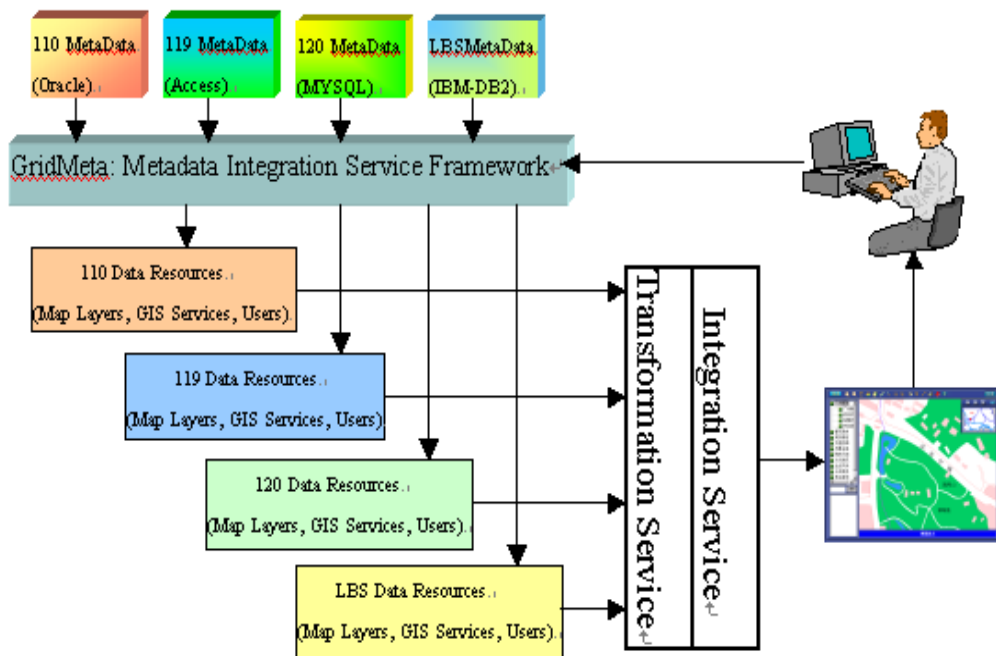 110 MetaData
(Oracle).
119 MetaData
(Access).
120 MetaData
(MYSQL).
LBSMetaData
(IBM-DB2).
GridMeta: Metadata Integration Service Framework
110 Data Resources.
(Map Layers, GIS Services, Users).
119 Data Resources.
(Map Layers, GIS Services, Users)
120 Data Resources.
(Map Layers, GIS Services, Users).
LBS Data Resources.
(Map Layers, GIS Services, Users).
Transformation Service
Integration Service